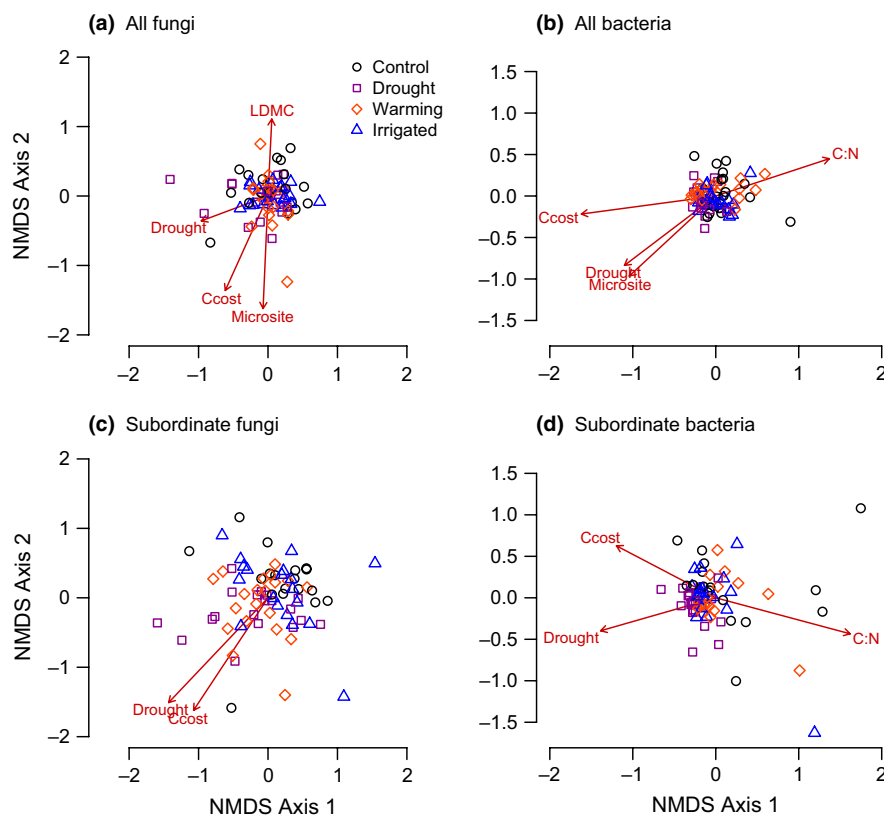 (a) All fungi
2
1
0
−1
−2
NMDS Axis 2
Control
Drought
Warming
Irrigated
LDMC
Drought
Ccost
Microsite
−2 −1 0 1 2
(b) All bacteria
1.5
1.0
0.5
0.0
−0.5
−1.0
−1.5
C:N
Ccost
Drought
Microsite
−2 −1 0 1 2
(c) Subordinate fungi
2
1
0
−1
−2
NMDS Axis 2
Drought
Ccost
−2 −1 0 1 2
NMDS Axis 1
(d) Subordinate bacteria
1.5
1.0
0.5
0.0
−0.5
−1.0
−1.5
Ccost
Drought
C:N
−2 −1 0 1 2
NMDS Axis 1